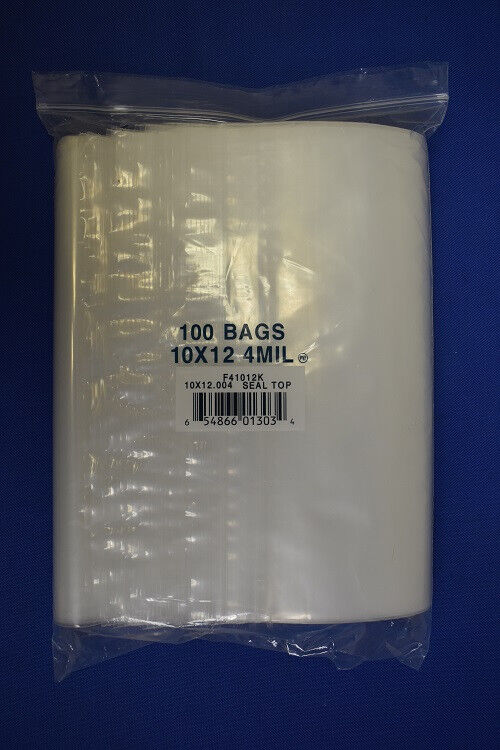 100 BAGS
10X12 4MIL
F41012K
10X12.004 SEAL TOP
6 54866 01303 4